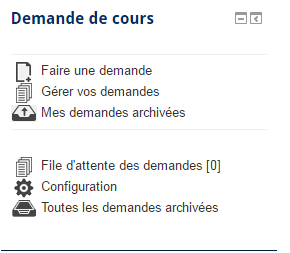 Demande de cours
Faire une demande
Gérer vos demandes
Mes demandes archivées
File d'attente des demandes [0]
Configuration
Toutes les demandes archivées